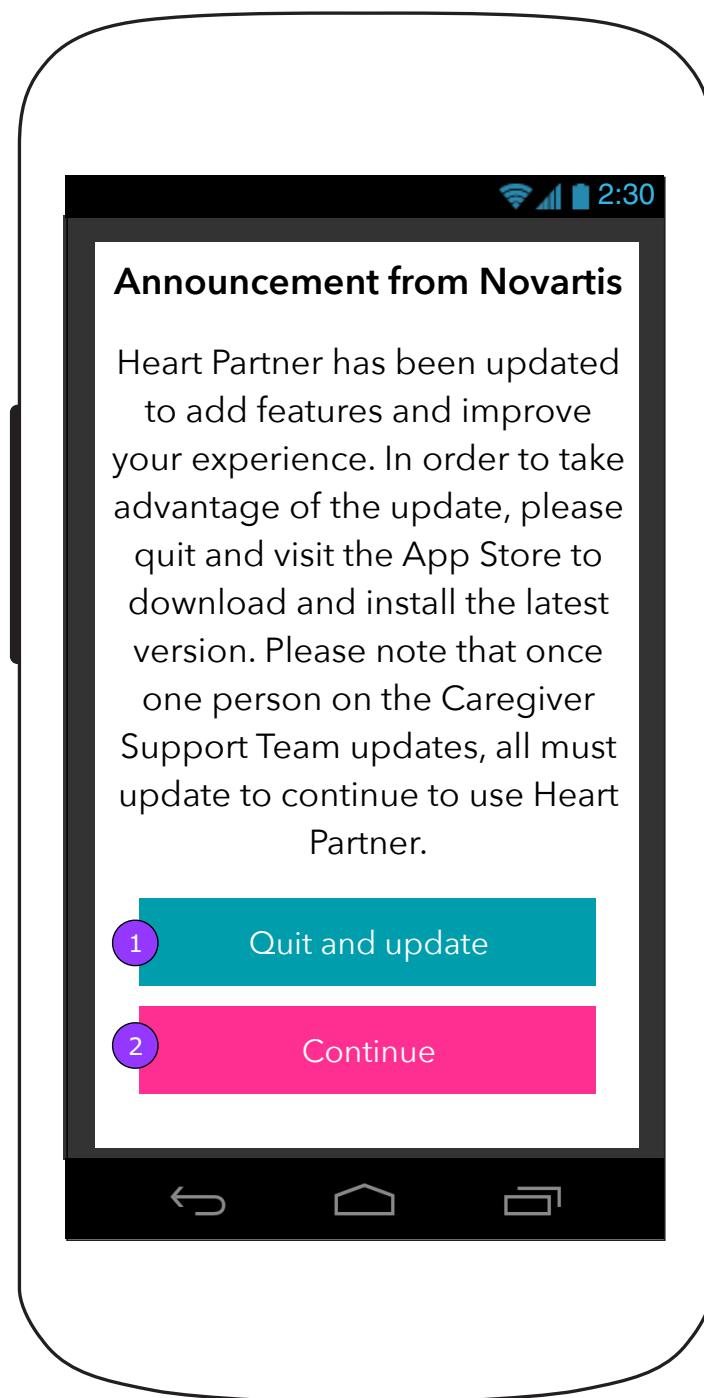 2:30
Announcement from Novartis
Heart Partner has been updated
to add features and improve
your experience. In order to take
advantage of the update, please
quit and visit the App Store to
download and install the latest
version. Please note that once
one person on the Caregiver
Support Team updates, all must
update to continue to use Heart
Partner.
1 Quit and update
2 Continue